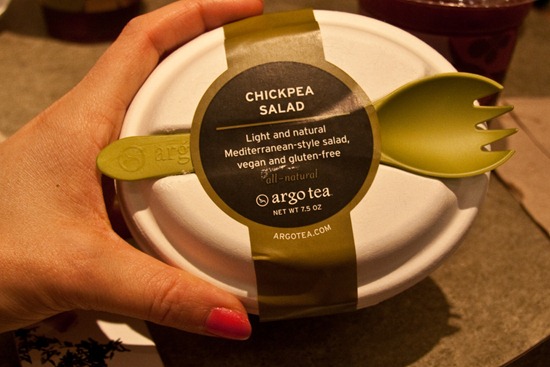 CHICKPEA
SALAD
Light and natural
Mediterranean-style salad,
vegan and gluten-free
all-natural
argo tea
NET WT 7.5 OZ
ARGOTEA.COM
argo